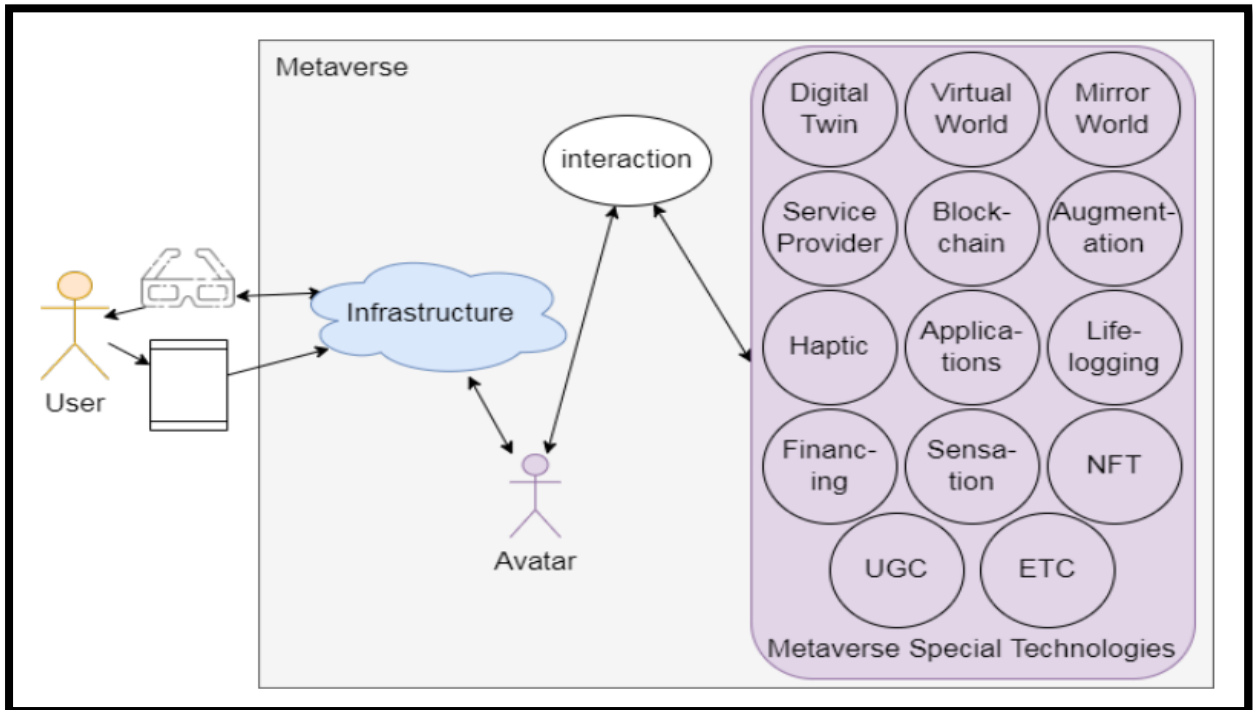 Metaverse
interaction
Infrastructure
User
Avatar
Digital
Twin
Virtual
World
Mirror
World
Service
Provider
Block-
chain
Augment-
ation
Haptic
Applica-
tions
Life-
logging
Financ-
ing
Sensa-
tion
NFT
UGC
ETC
Metaverse Special Technologies